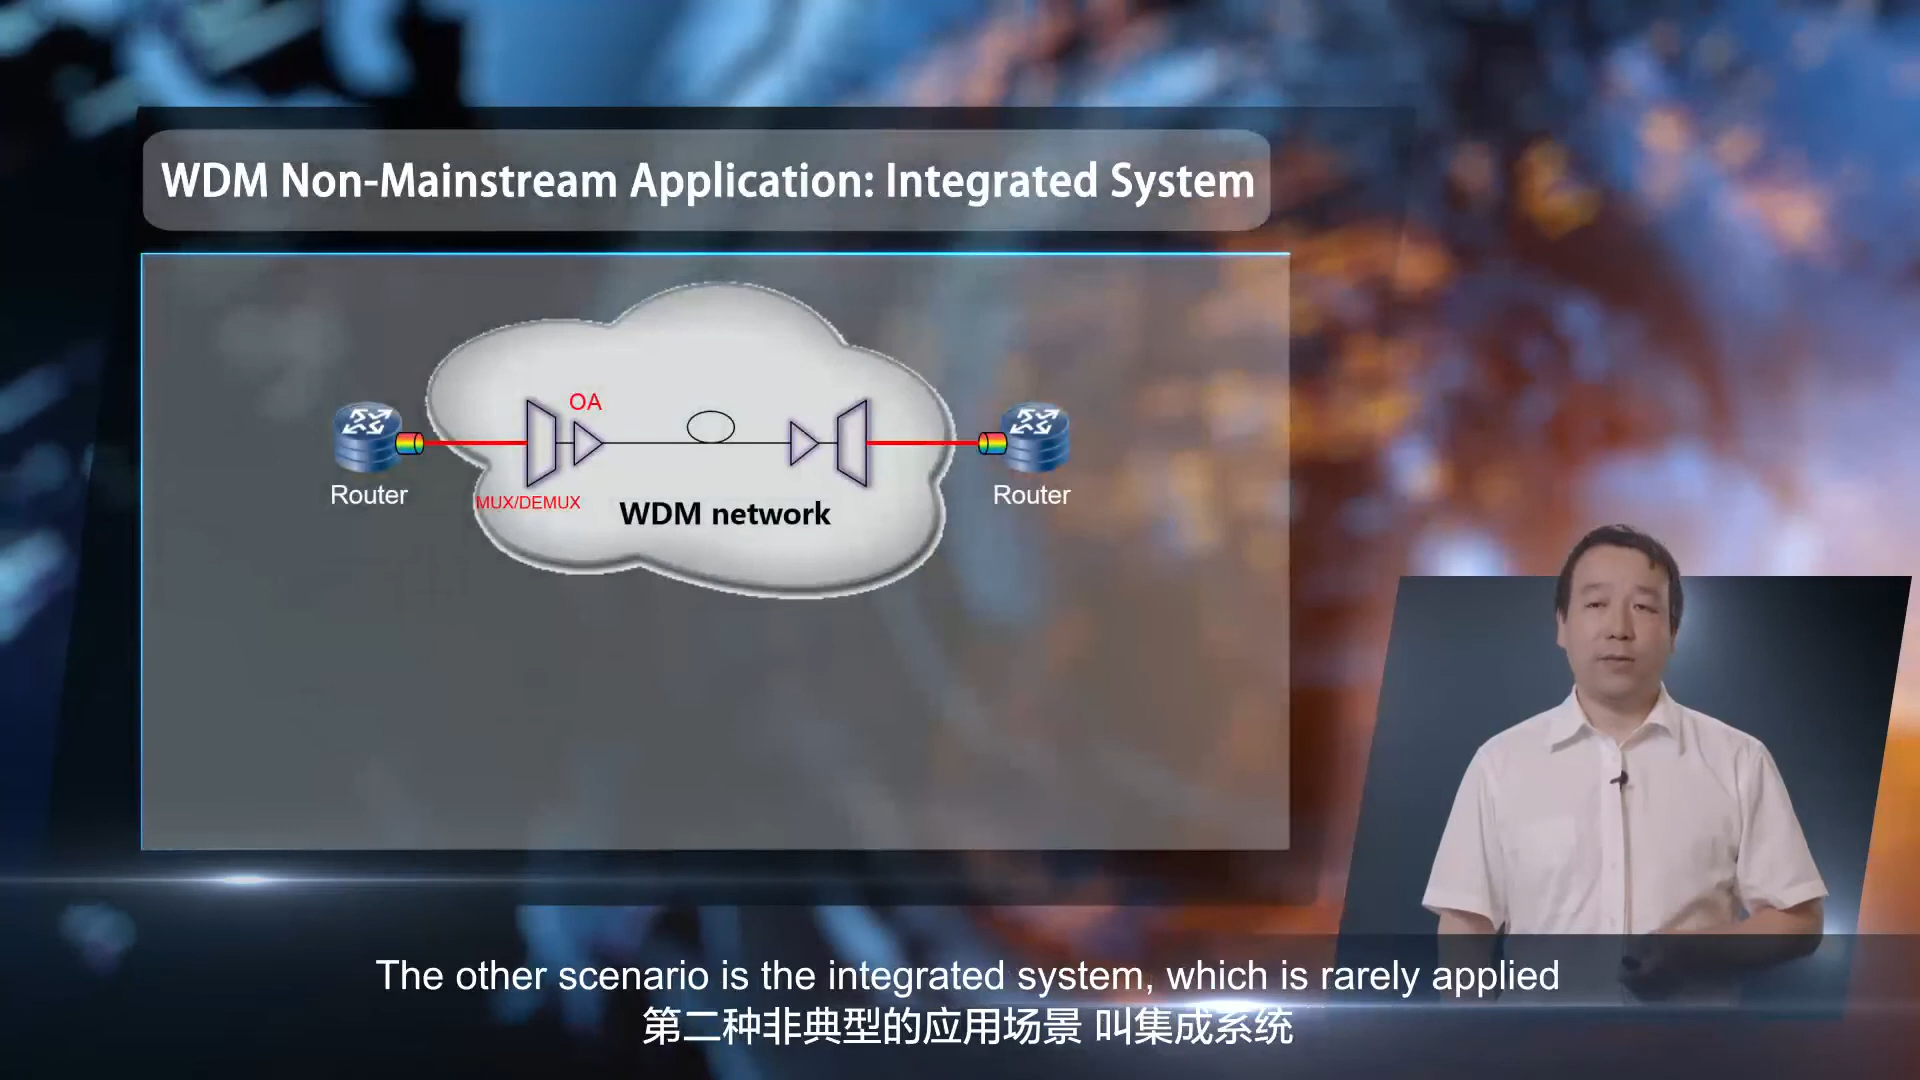 WDM Non-Mainstream Application: Integrated System
OA
Router
MUX/DEMUX
WDM network
Router
The other scenario is the integrated system, which is rarely applied
第二种非典型的应用场景 叫集成系统